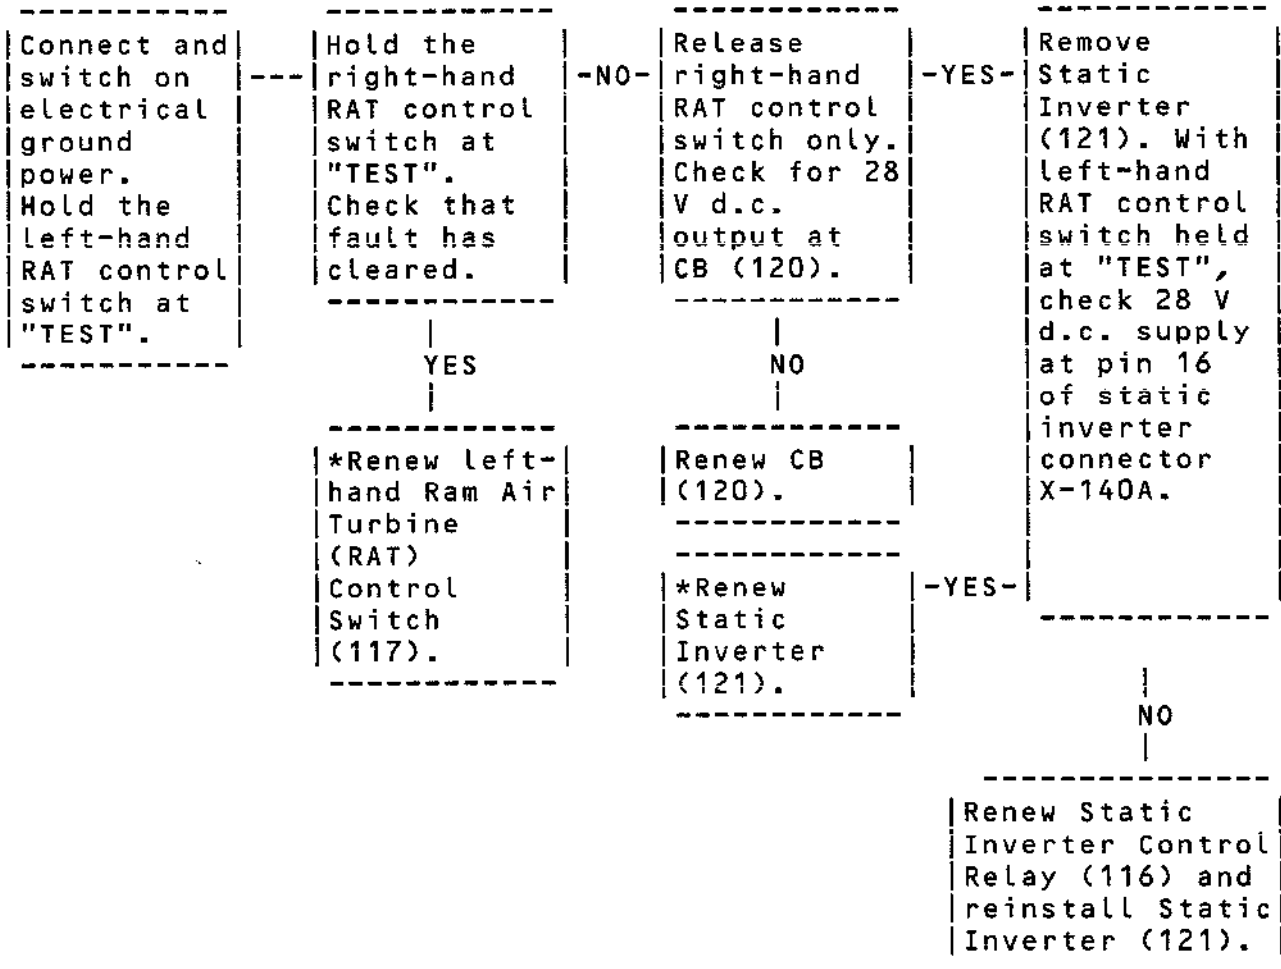 Connect and
switch on
electrical
ground
power.
Hold the
left-hand
RAT control
switch at
"TEST".
Hold the
right-hand
RAT control
switch at
"TEST".
Check that
fault has
cleared.
-NO-
Release
right-hand
RAT control
switch only.
Check for 28
V d.c.
output at
CB (120).
-YES-
Remove
Static
Inverter
(121). With
left-hand
RAT control
switch held
at "TEST",
check 28 V
d.c. supply
at pin 16
of static
inverter
connector
X-140A.
YES
NO
*Renew left-
hand Ram Air
Turbine
(RAT)
Control
Switch
(117).
Renew CB
(120).
*Renew
Static
Inverter
(121).
-YES-
NO
Renew Static
Inverter Control
Relay (116) and
reinstall Static
Inverter (121).